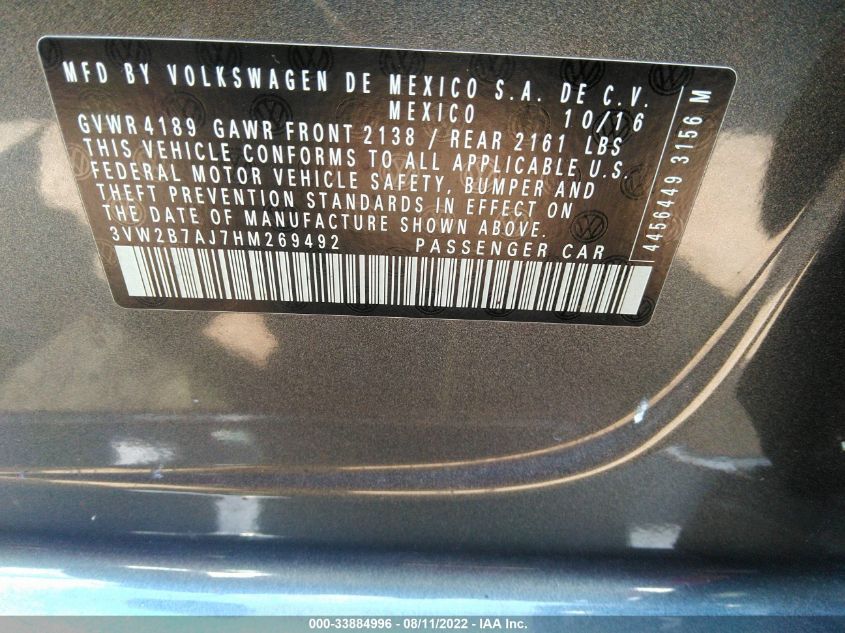 MFD BY VOLKSWAGEN DE MEXICO S.A. DE C.V.
MEXICO 10/16
GVWR 4189 GAWR FRONT 2138 / REAR 2161 LBS
THIS VEHICLE CONFORMS TO ALL APPLICABLE U.S.
FEDERAL MOTOR VEHICLE SAFETY, BUMPER AND
THEFT PREVENTION STANDARDS IN EFFECT ON
THE DATE OF MANUFACTURE SHOWN ABOVE.
3VW2B7AJ7HM269492 PASSENGER CAR
4456449 3156 M
000-33884996 - 08/11/2022 - © IAA Inc.